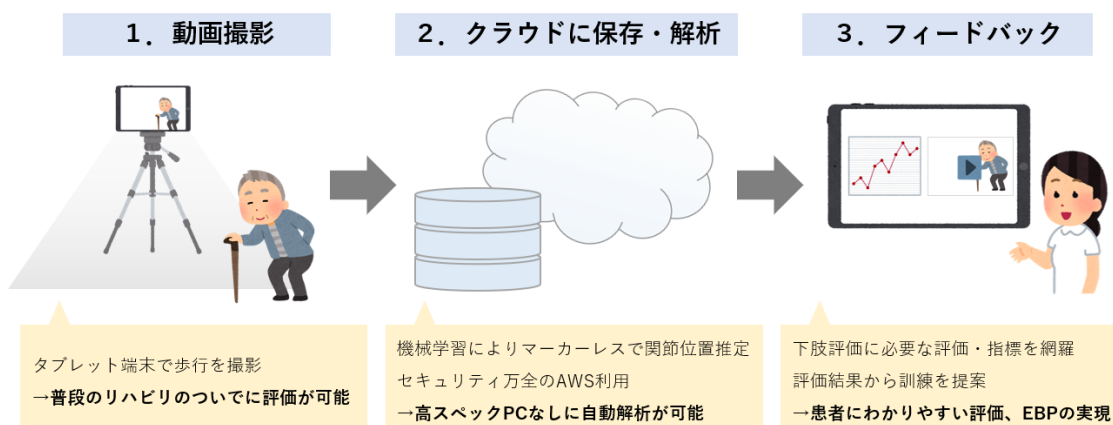 1. 動画撮影
2. クラウドに保存・解析
3. フィードバック
タブレット端末で歩行を撮影
→普段のリハビリのついでに評価が可能
機械学習によりマーカーレスで関節位置推定
セキュリティ万全のAWS利用
→高スペックPCなしに自動解析が可能
下肢評価に必要な評価・指標を網羅
評価結果から訓練を提案
→患者にわかりやすい評価、EBPの実現